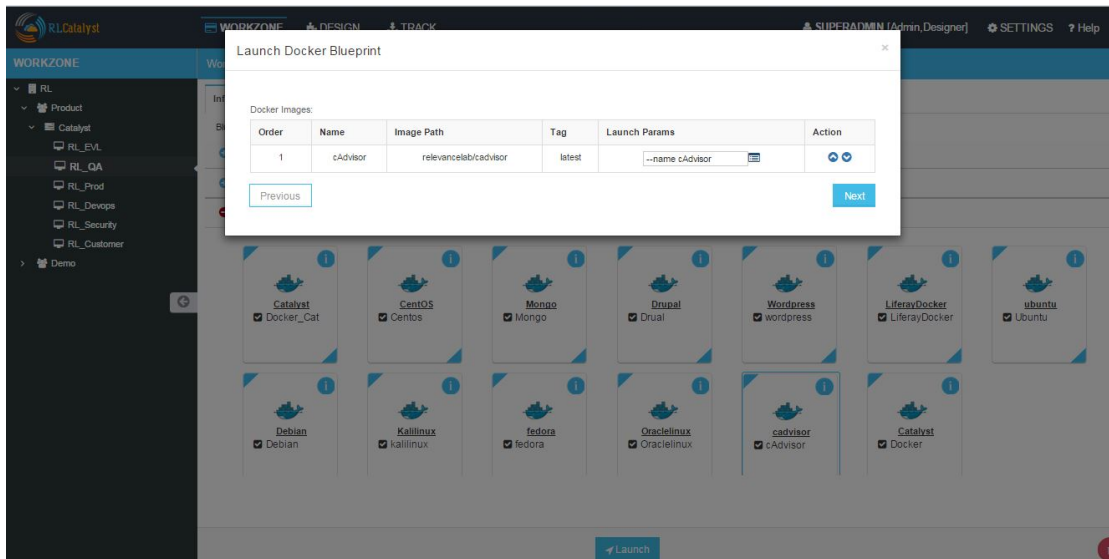 RLCatalyst
WORKZONE DESIGN TRACK SUPERADMIN [Admin,Designer] SETTINGS ? Help
Launch Docker Blueprint ×
WORKZONE
RL
Product
Catalyst
RL_EVL
RL_QA
RL_Prod
RL_Devops
RL_Security
RL_Customer
Demo
Docker Images:
Order Name Image Path Tag Launch Params Action
1 cAdvisor relevancelab/cadvisor latest --name cAdvisor
Previous Next
Catalyst CentOS Mongo Drupal Wordpress LiferayDocker ubuntu
Docker_Cat Centos Mongo Drual wordpress LiferayDocker Ubuntu
Debian Kalilinux fedora Oraclelinux cadvisor Catalyst
Debian kalilinux fedora Oraclelinux cAdvisor Docker
Launch